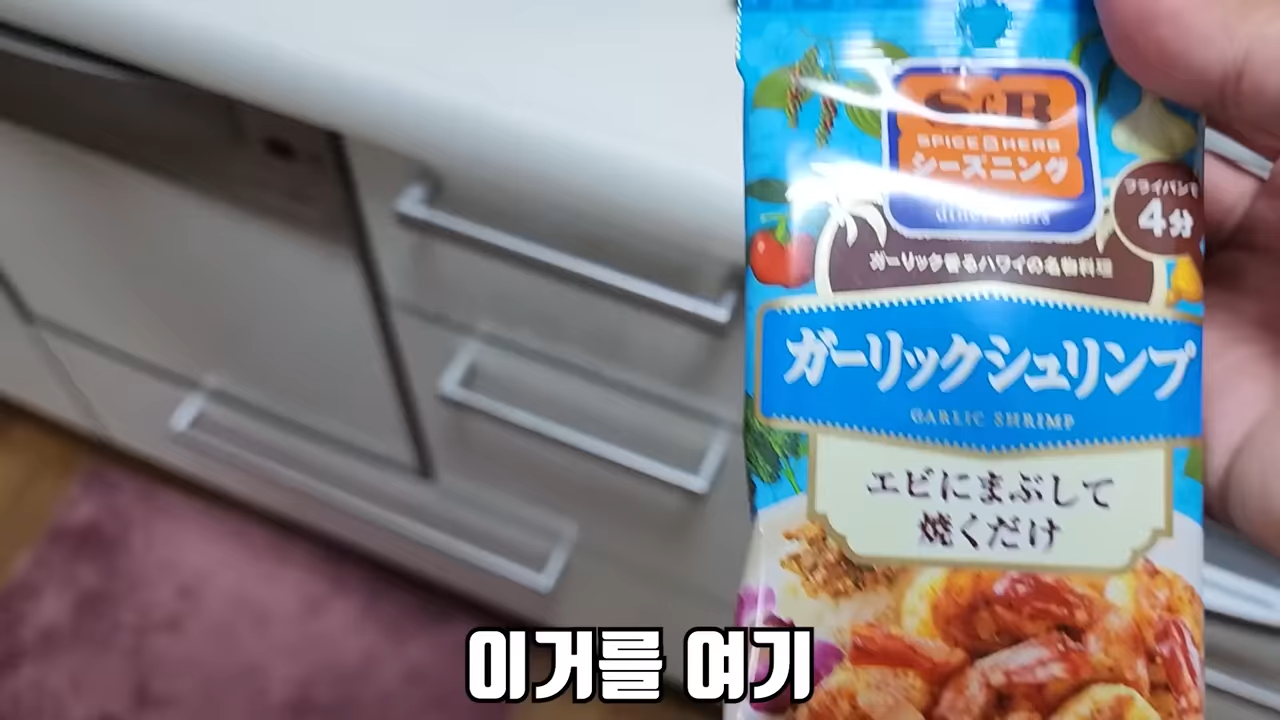 S&B
SPICE & HERB
シーズニング
フライパンで
4分
ガーリック香るハワイの名物料理
ガーリックシュリンプ
GARLIC SHRIMP
エビにまぶして
焼くだけ
이거를 여기